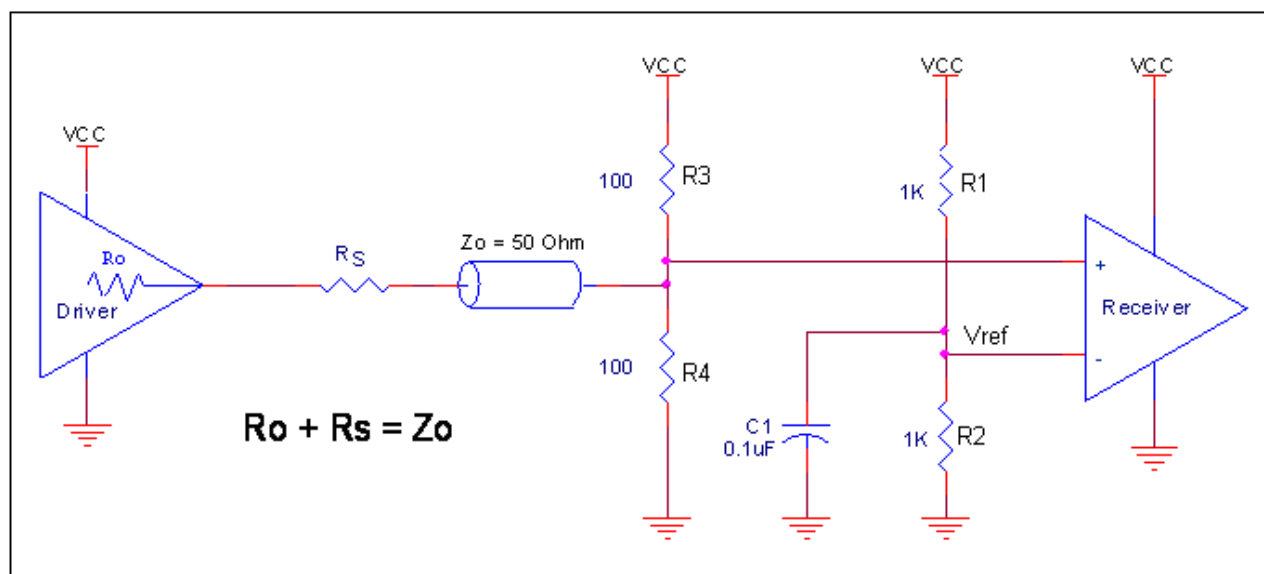 VCC
VCC
VCC
VCC
R3
100
R1
1K
Zo = 50 Ohm
Ro
RS
+
Driver
Receiver
Vref
-
R4
100
Ro + Rs = Zo
C1
0.1uF
R2
1K